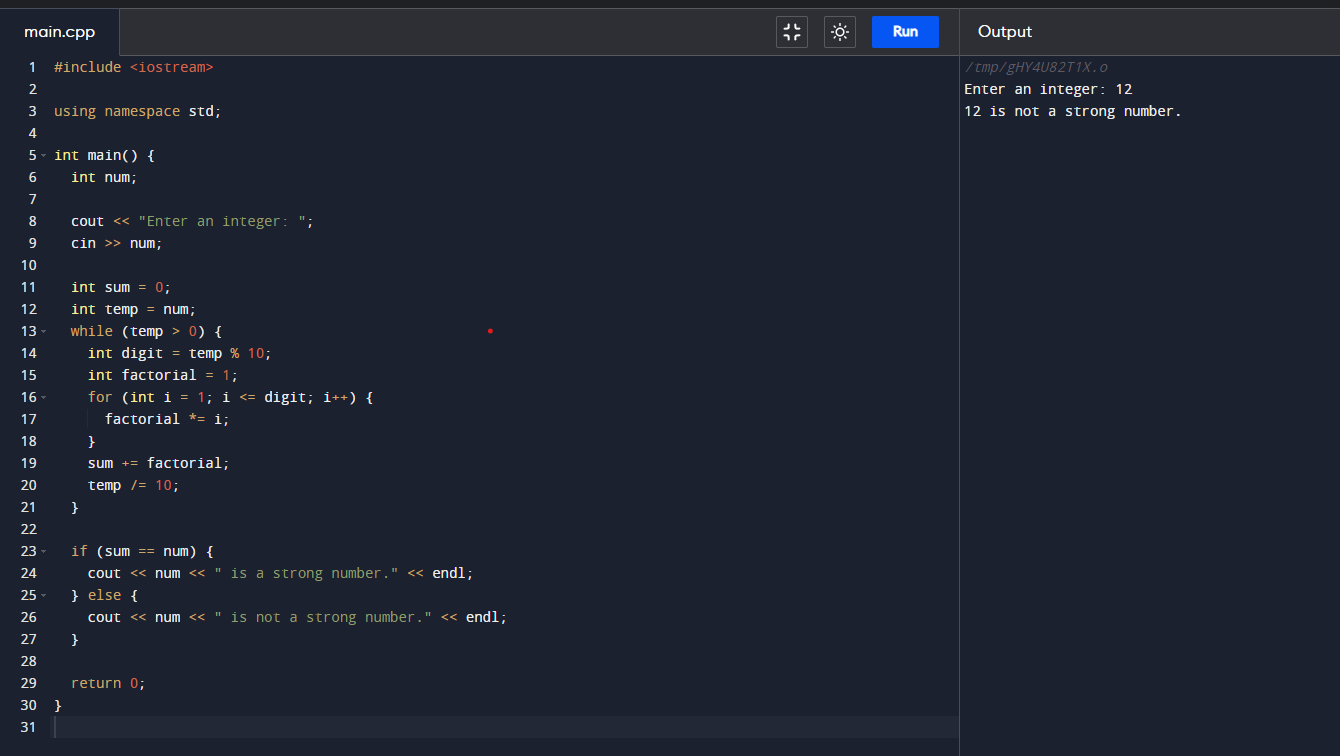 main.cpp
Run
Output
1 #include <iostream>
2
3 using namespace std;
4
5 int main() {
6   int num;
7
8   cout << "Enter an integer: ";
9   cin >> num;
10
11   int sum = 0;
12   int temp = num;
13   while (temp > 0) {
14     int digit = temp % 10;
15     int factorial = 1;
16     for (int i = 1; i <= digit; i++) {
17       factorial *= i;
18     }
19     sum += factorial;
20     temp /= 10;
21   }
22
23   if (sum == num) {
24     cout << num << " is a strong number." << endl;
25   } else {
26     cout << num << " is not a strong number." << endl;
27   }
28
29   return 0;
30 }
31
/tmp/gHY4U82T1X.o
Enter an integer: 12
12 is not a strong number.